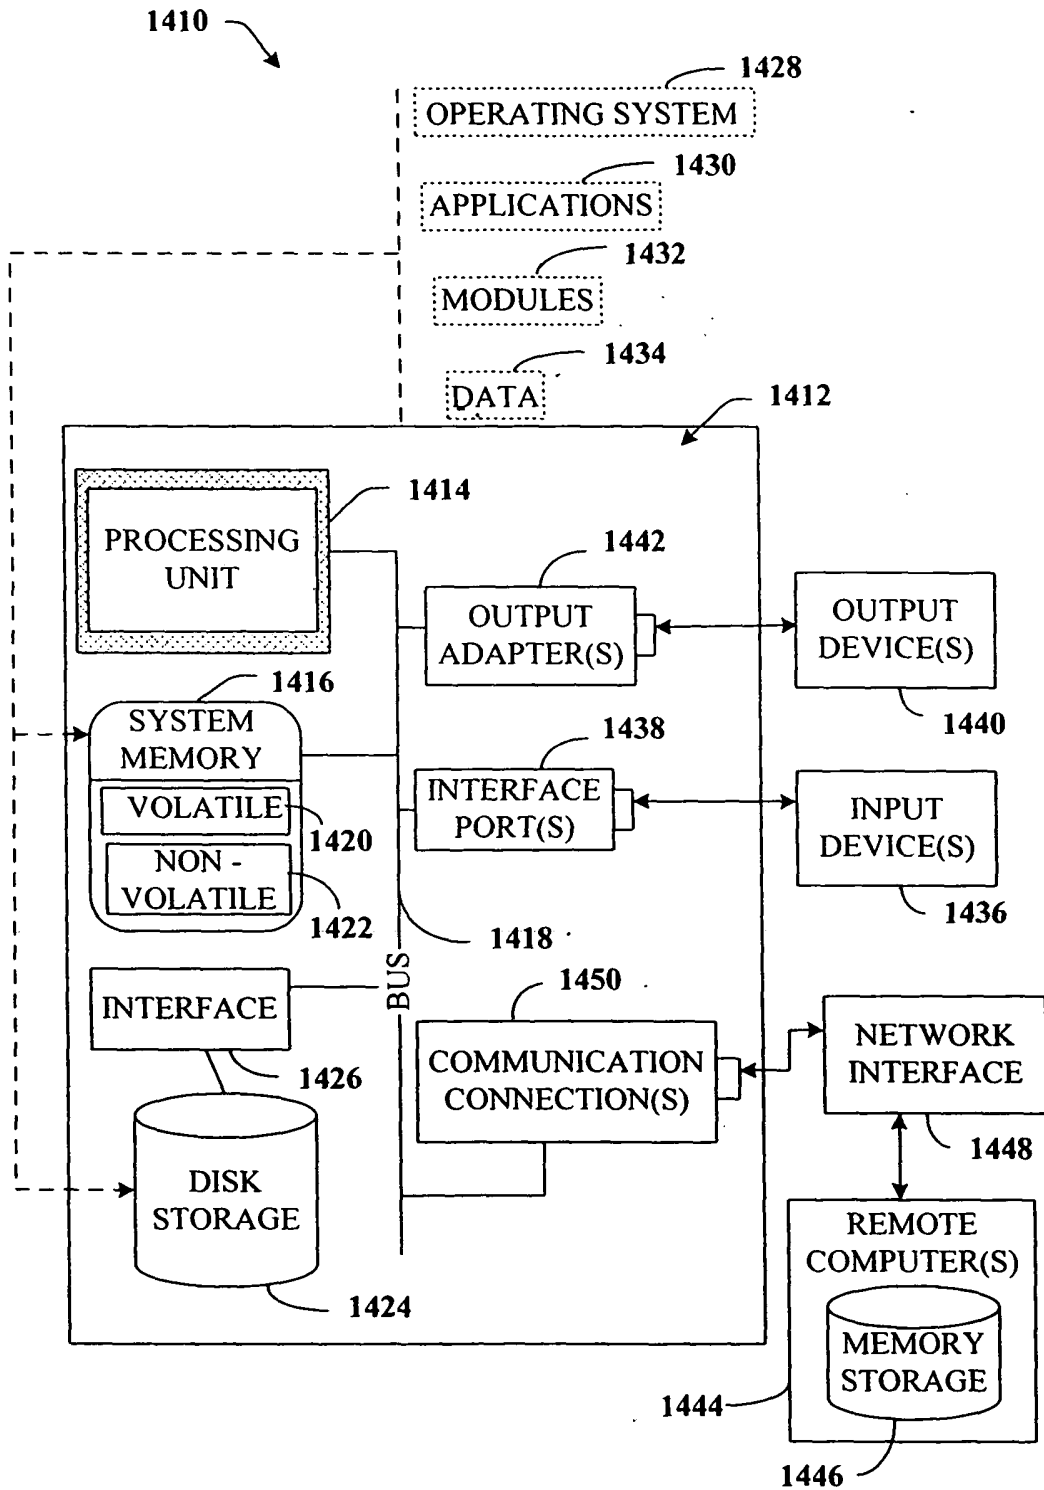 1410
1428
OPERATING SYSTEM
1430
APPLICATIONS
1432
MODULES
1434
DATA
1412
1414
PROCESSING
UNIT
1442
OUTPUT
ADAPTER(S)
OUTPUT
DEVICE(S)
1440
1416
SYSTEM
MEMORY
VOLATILE
1420
NON -
VOLATILE
1422
1438
INTERFACE
PORT(S)
INPUT
DEVICE(S)
1436
1418
BUS
INTERFACE
1426
1450
COMMUNICATION
CONNECTION(S)
NETWORK
INTERFACE
1448
DISK
STORAGE
1424
REMOTE
COMPUTER(S)
MEMORY
STORAGE
1444
1446